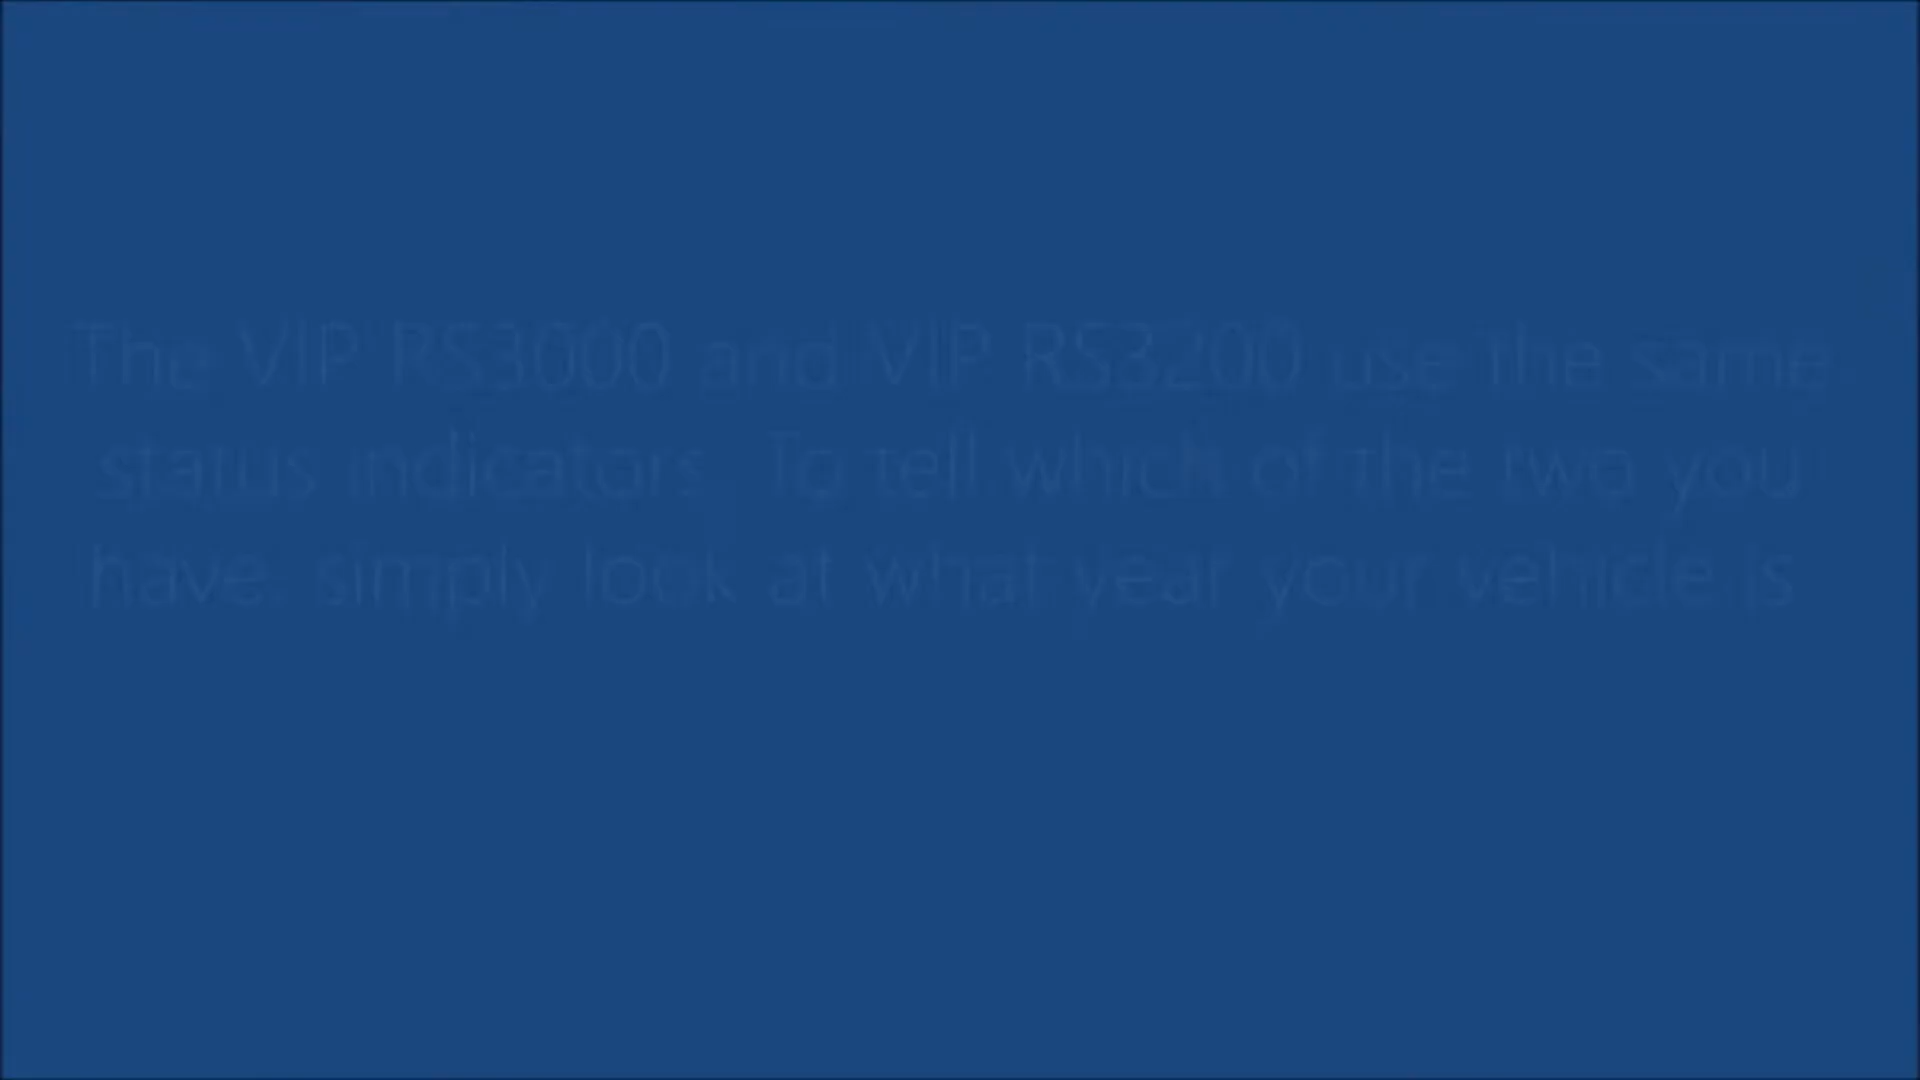 The VIP RS3000 and VIP RS3200 use the same
status indicators. To tell which of the two you
have, simply look at what year your vehicle is